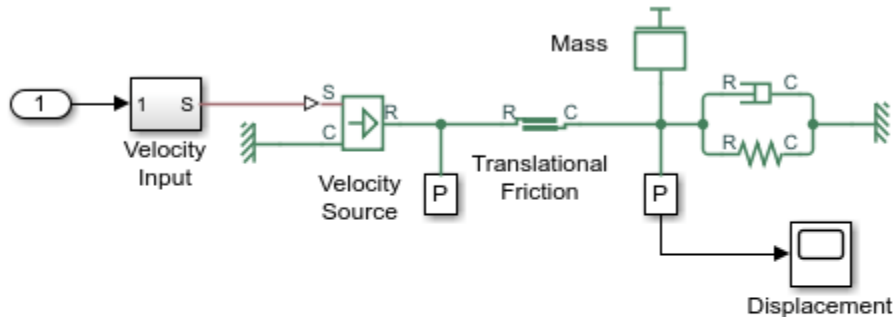 Mass
R C
S
1
1 S
R
R C
C
R C
Velocity
Input
Velocity
Source
P
Translational
Friction
P
Displacement